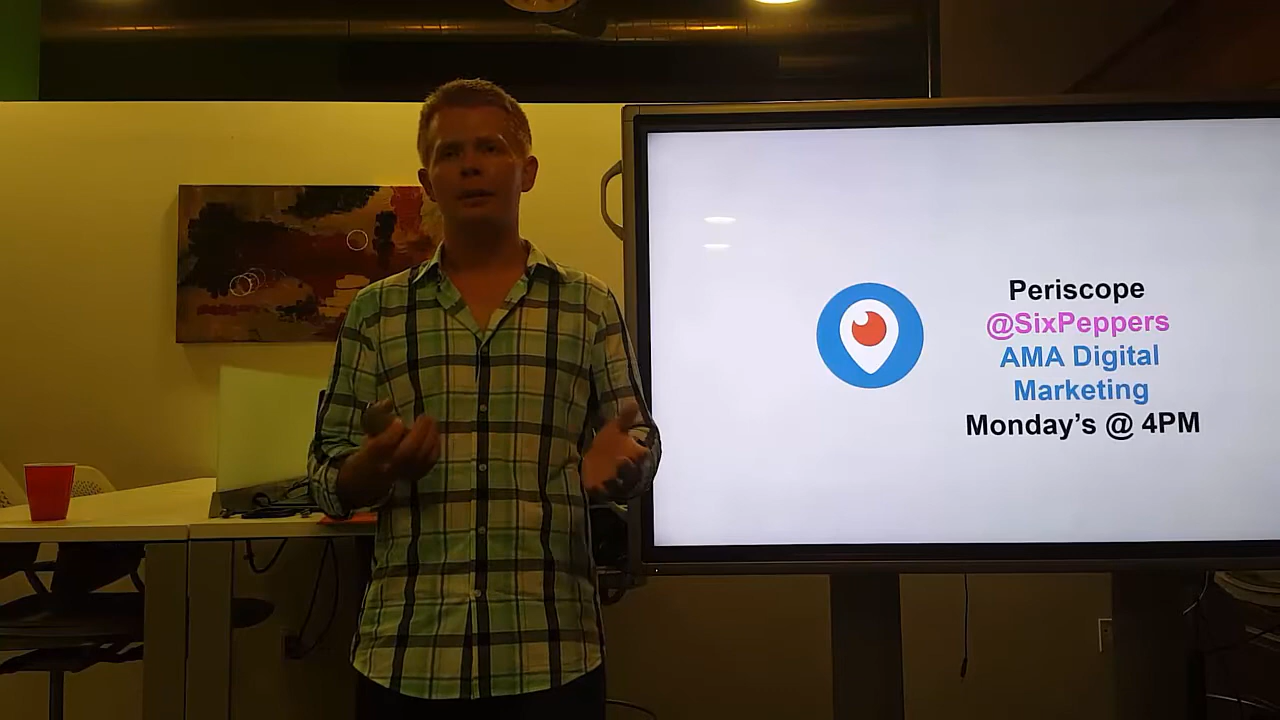 Periscope
@SixPeppers
AMA Digital
Marketing
Monday's @ 4PM